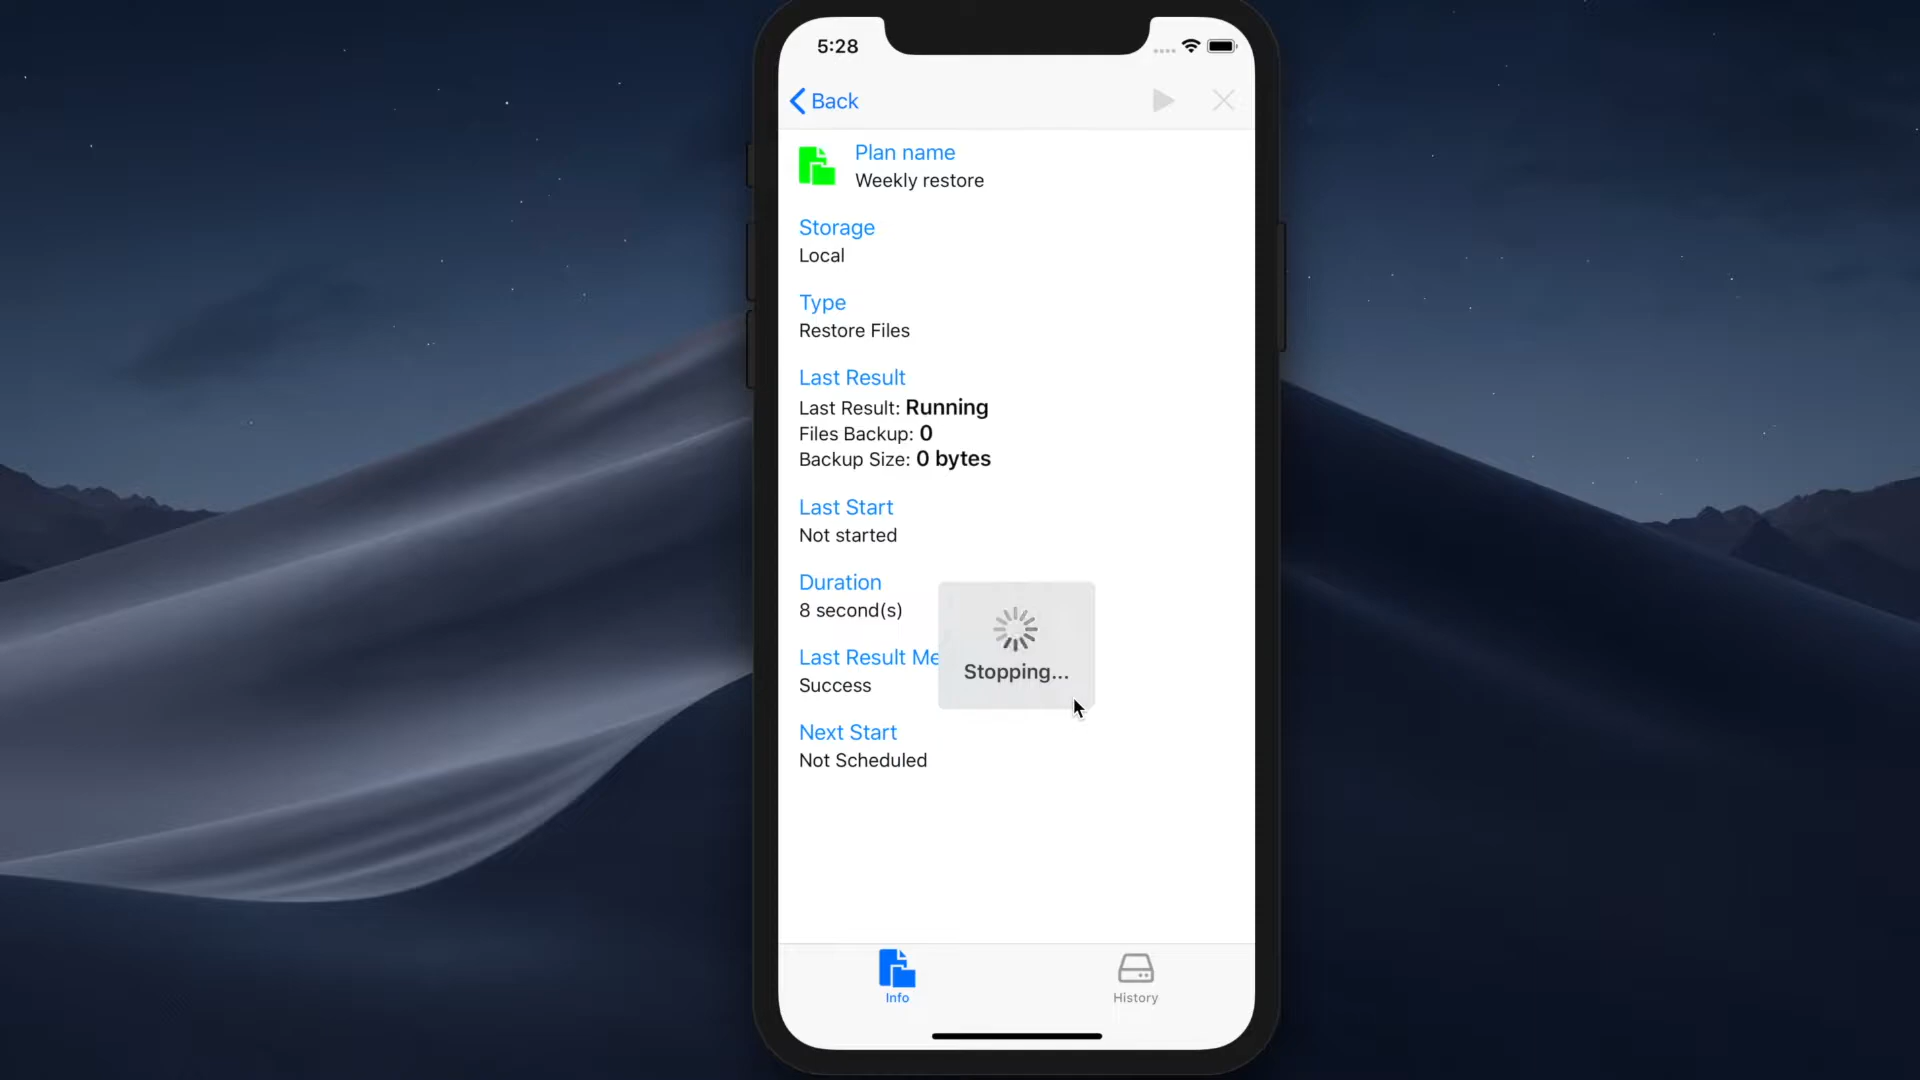 5:28
Back
Plan name
Weekly restore
Storage
Local
Type
Restore Files
Last Result
Last Result: Running
Files Backup: 0
Backup Size: 0 bytes
Last Start
Not started
Duration
8 second(s)
Stopping...
Last Result Me
Success
Next Start
Not Scheduled
Info
History